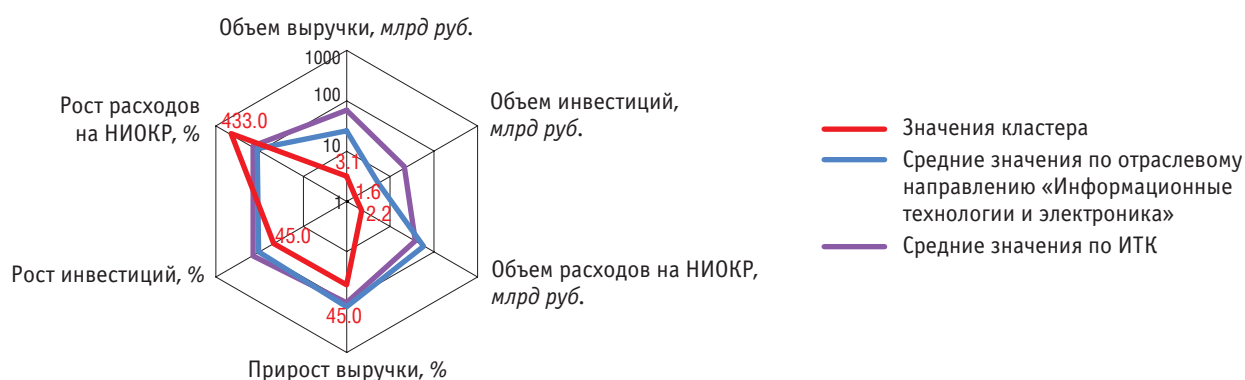 Объем выручки, млрд руб.
1000
100
10
1
Рост расходов
на НИОКР, %
433.0
Объем инвестиций,
млрд руб.
3.1
1.6
2.2
45.0
Рост инвестиций, %
Объем расходов на НИОКР,
млрд руб.
45.0
Прирост выручки, %
Значения кластера
Средние значения по отраслевому
направлению «Информационные
технологии и электроника»
Средние значения по ИТК